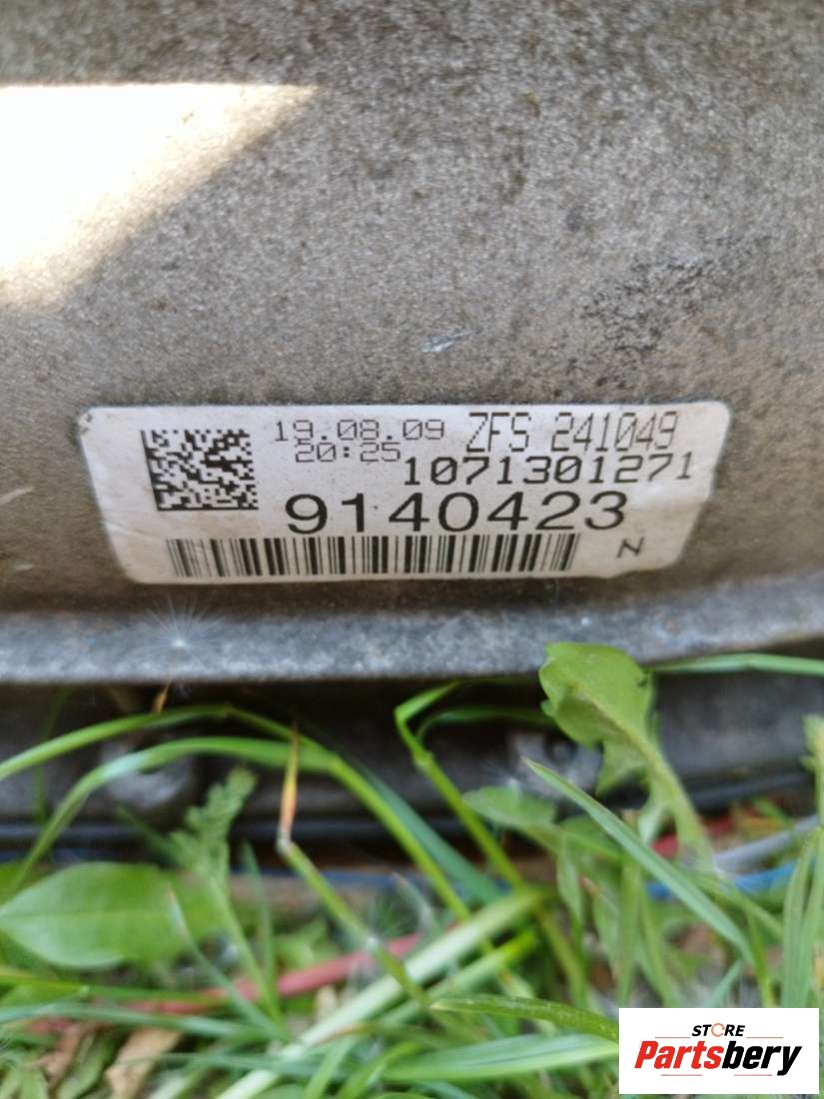 19.08.09 ZFS 241049
20:25 1071301271
9140423
N
STORE
Partsbery